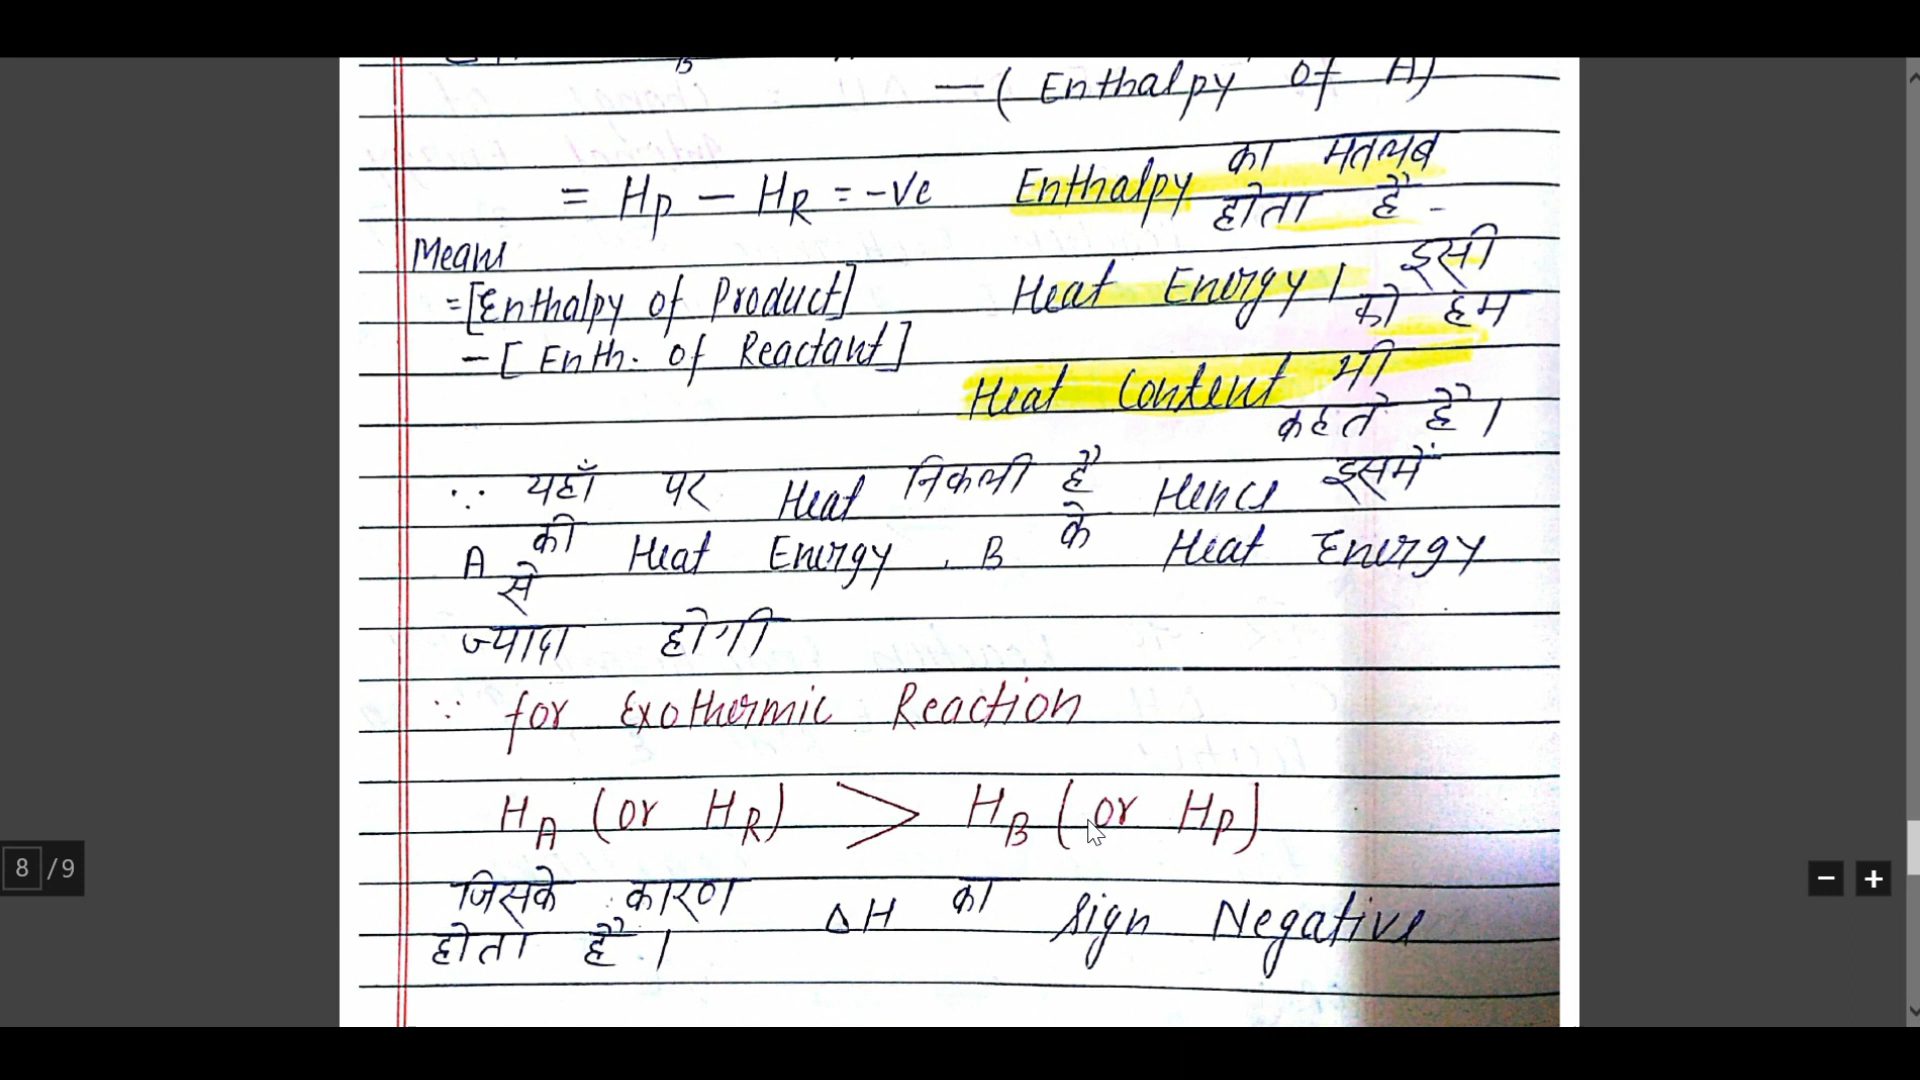 B
— ( Enthalpy of A)
= HP — HR = -Ve Enthalpy का मतलब होता है -
Means
= [Enthalpy of Product]
Heat Energy। इसी को हम
— [ Enth. of Reactant ]
Heat Content भी कहते है।
∵ यहाँ पर Heat निकली है Hence इसमें
A की Heat Energy, B के Heat Energy से
ज्यादा होगी
∵ for Exothermic Reaction
HA (or HR) > HB (or HP)
जिसके कारण ΔH का Sign Negative
होता है।
8 /9